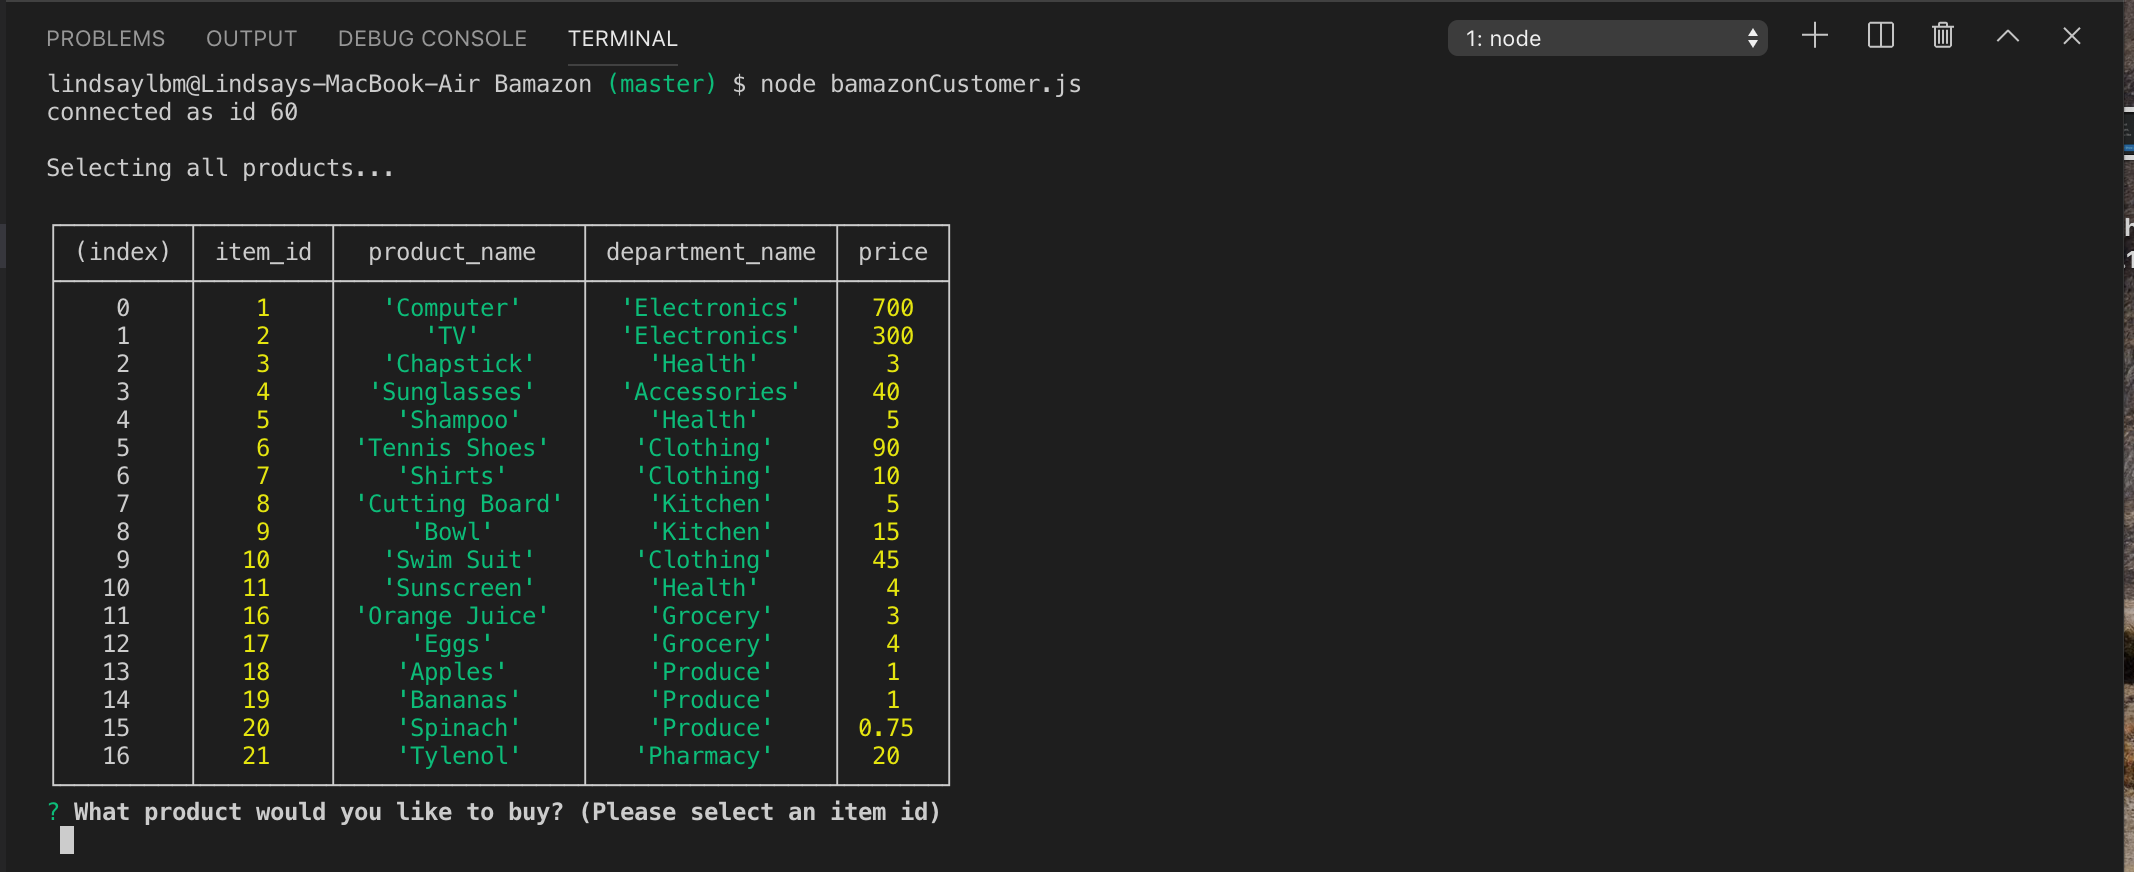 PROBLEMS OUTPUT DEBUG CONSOLE TERMINAL 1: node
lindsaylbm@Lindsays-MacBook-Air Bamazon (master) $ node bamazonCustomer.js
connected as id 60
Selecting all products...
(index) item_id product_name department_name price
0 1 'Computer' 'Electronics' 700
1 2 'TV' 'Electronics' 300
2 3 'Chapstick' 'Health' 3
3 4 'Sunglasses' 'Accessories' 40
4 5 'Shampoo' 'Health' 5
5 6 'Tennis Shoes' 'Clothing' 90
6 7 'Shirts' 'Clothing' 10
7 8 'Cutting Board' 'Kitchen' 5
8 9 'Bowl' 'Kitchen' 15
9 10 'Swim Suit' 'Clothing' 45
10 11 'Sunscreen' 'Health' 4
11 16 'Orange Juice' 'Grocery' 3
12 17 'Eggs' 'Grocery' 4
13 18 'Apples' 'Produce' 1
14 19 'Bananas' 'Produce' 1
15 20 'Spinach' 'Produce' 0.75
16 21 'Tylenol' 'Pharmacy' 20
? What product would you like to buy? (Please select an item id)